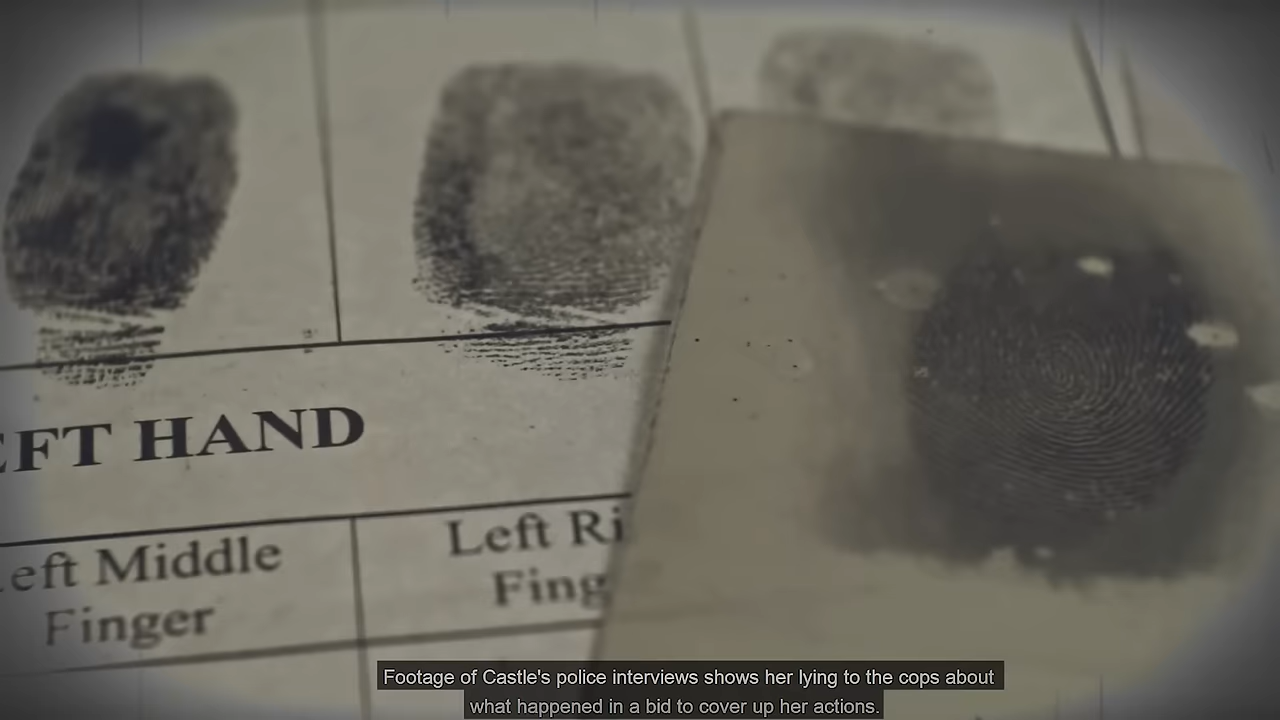 EFT HAND
Left Middle
Finger
Left Ri
Fing
Footage of Castle's police interviews shows her lying to the cops about
what happened in a bid to cover up her actions.